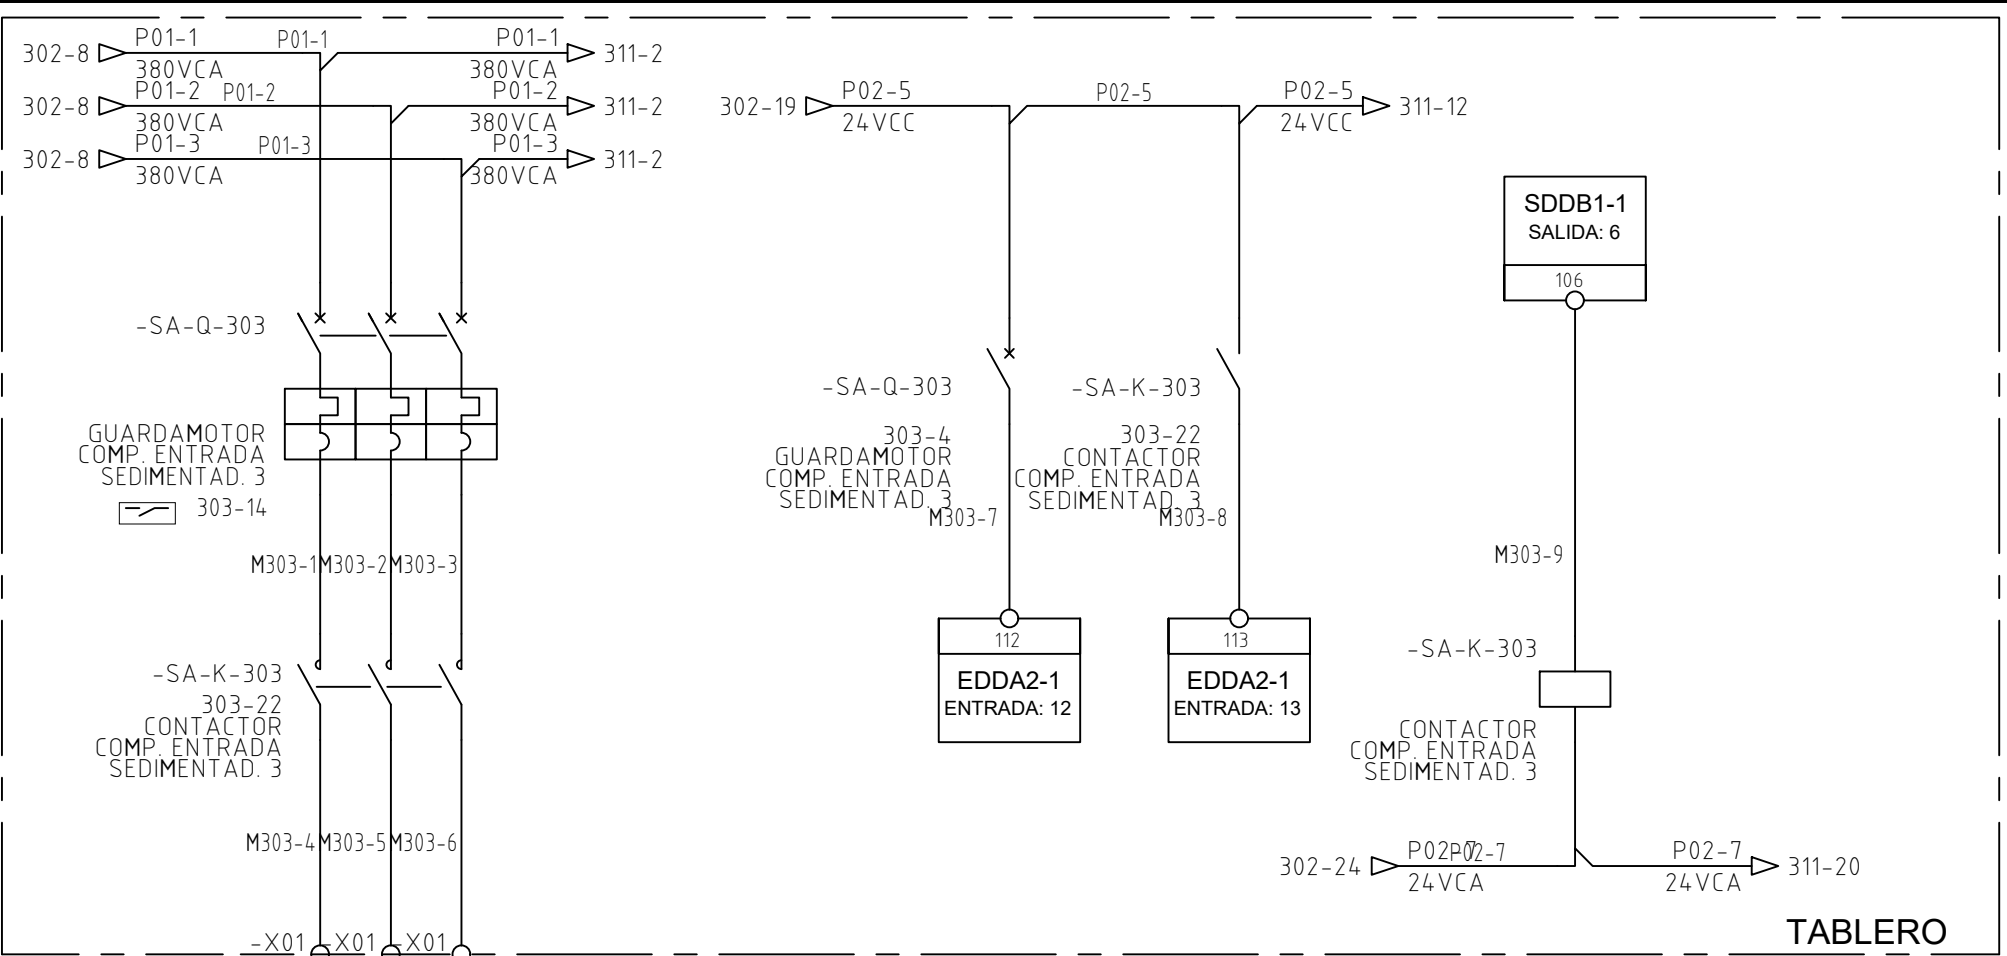 302-8 P01-1 P01-1 P01-1 311-2
380VCA 380VCA
302-8 P01-2 P01-2 P01-2 311-2
380VCA 380VCA
302-8 P01-3 P01-3 P01-3 311-2
380VCA 380VCA
-SA-Q-303
GUARDAMOTOR
COMP. ENTRADA
SEDIMENTAD. 3
303-14
M303-1 M303-2 M303-3
-SA-K-303
303-22
CONTACTOR
COMP. ENTRADA
SEDIMENTAD. 3
M303-4 M303-5 M303-6
-X01 -X01 -X01
302-19 P02-5 P02-5 P02-5 311-12
24VCC 24VCC
-SA-Q-303
303-4
GUARDAMOTOR
COMP. ENTRADA
SEDIMENTAD. 3
M303-7
112
EDDA2-1
ENTRADA: 12
-SA-K-303
303-22
CONTACTOR
COMP. ENTRADA
SEDIMENTAD. 3
M303-8
113
EDDA2-1
ENTRADA: 13
SDDB1-1
SALIDA: 6
106
M303-9
-SA-K-303
CONTACTOR
COMP. ENTRADA
SEDIMENTAD. 3
302-24 P02-7 P02-7 P02-7 311-20
24VCA 24VCA
TABLERO